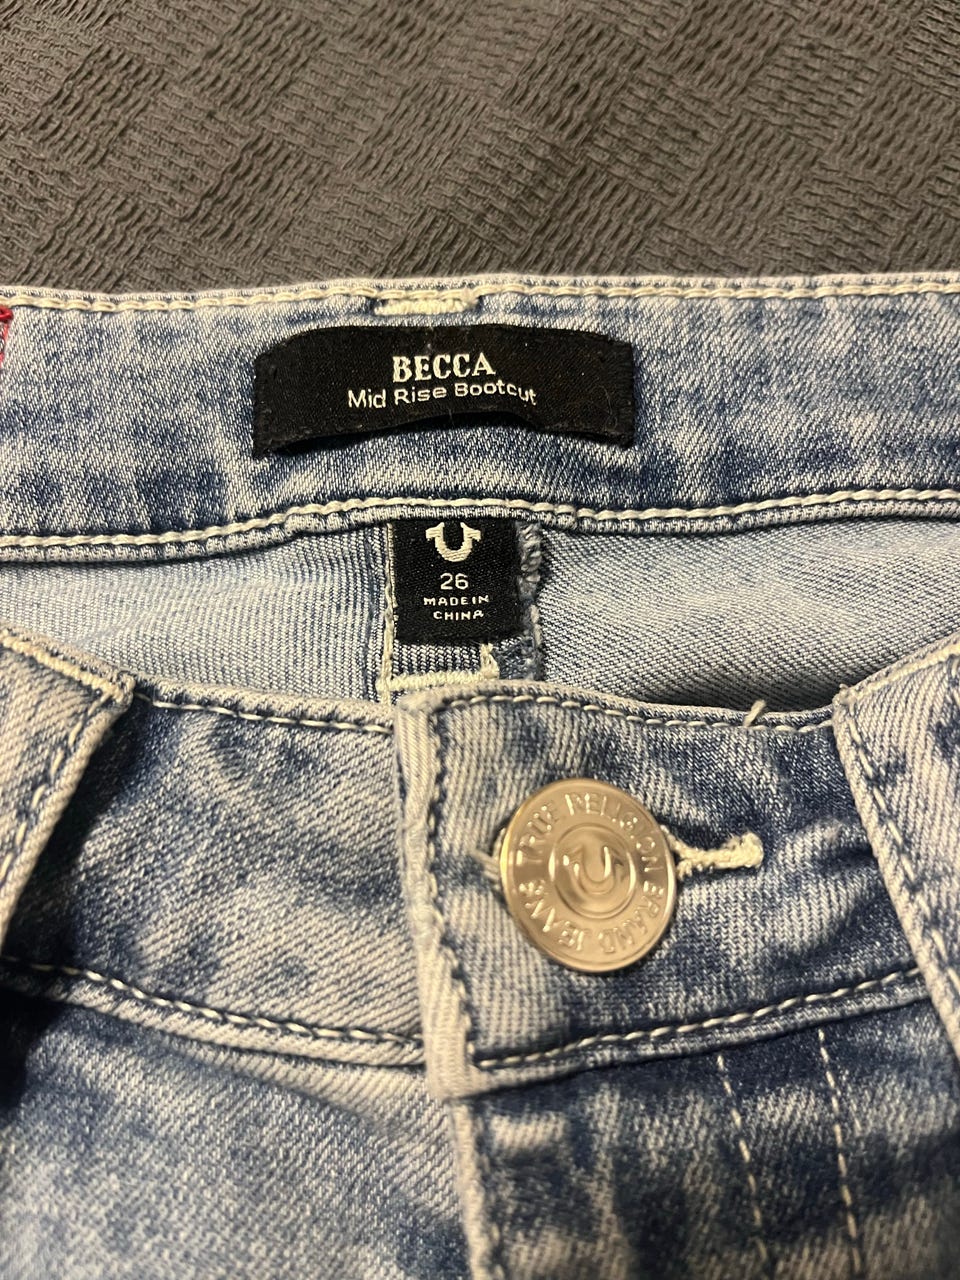 BECCA
Mid Rise Bootcut
26
MADE IN
CHINA
TRUE RELIGION BRAND JEANS